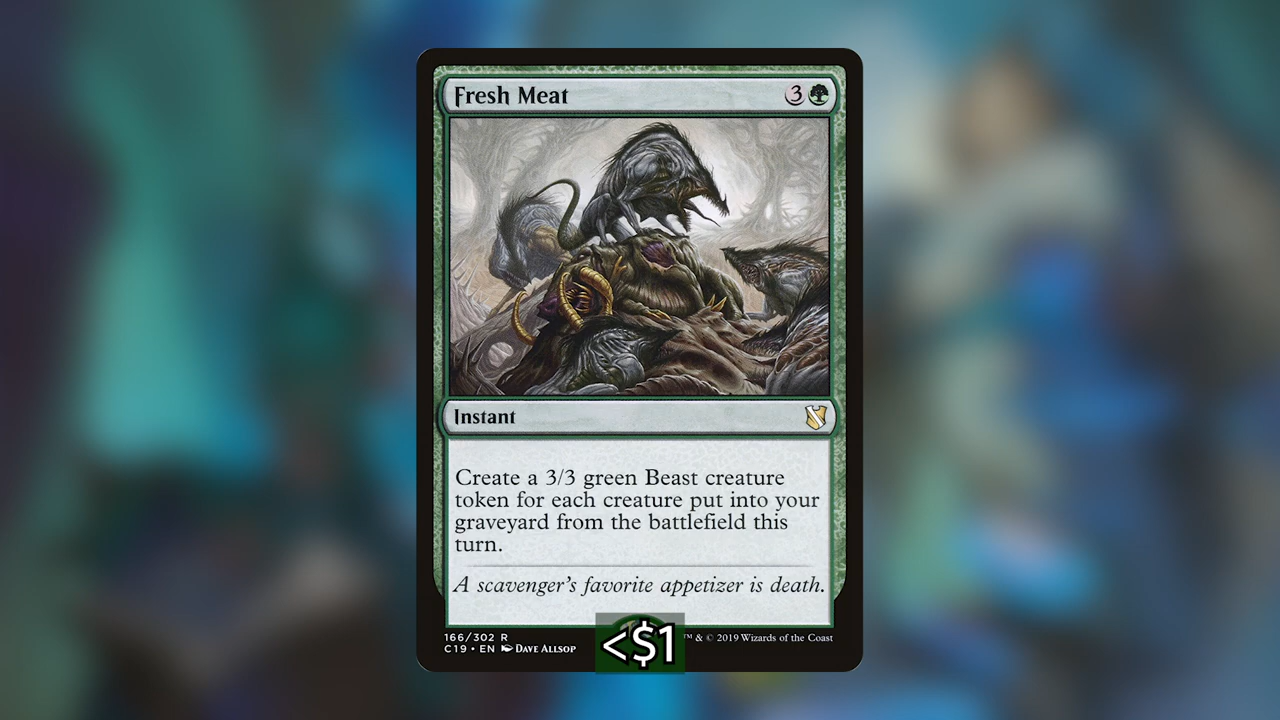 Fresh Meat 3
Instant
Create a 3/3 green Beast creature
token for each creature put into your
graveyard from the battlefield this
turn.
A scavenger's favorite appetizer is death.
166/302 R
C19 • EN DAVE ALLSOP
<$1
™ & © 2019 Wizards of the Coast